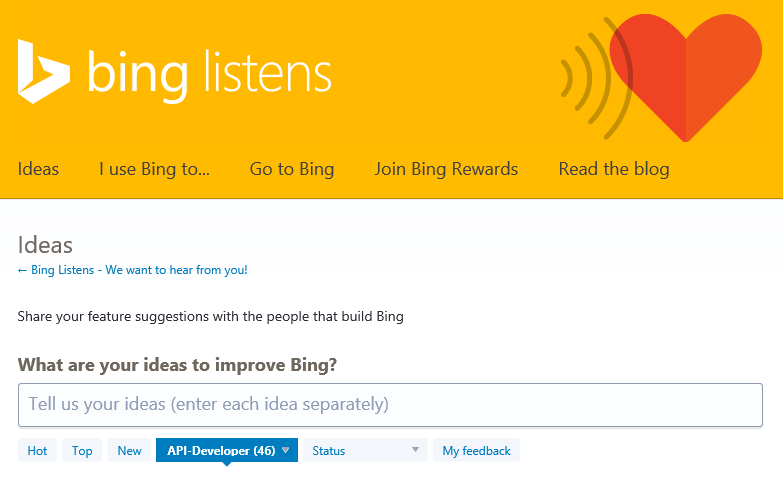 bing listens
Ideas I use Bing to... Go to Bing Join Bing Rewards Read the blog
Ideas
← Bing Listens - We want to hear from you!
Share your feature suggestions with the people that build Bing
What are your ideas to improve Bing?
Tell us your ideas (enter each idea separately)
Hot Top New API-Developer (46) Status My feedback